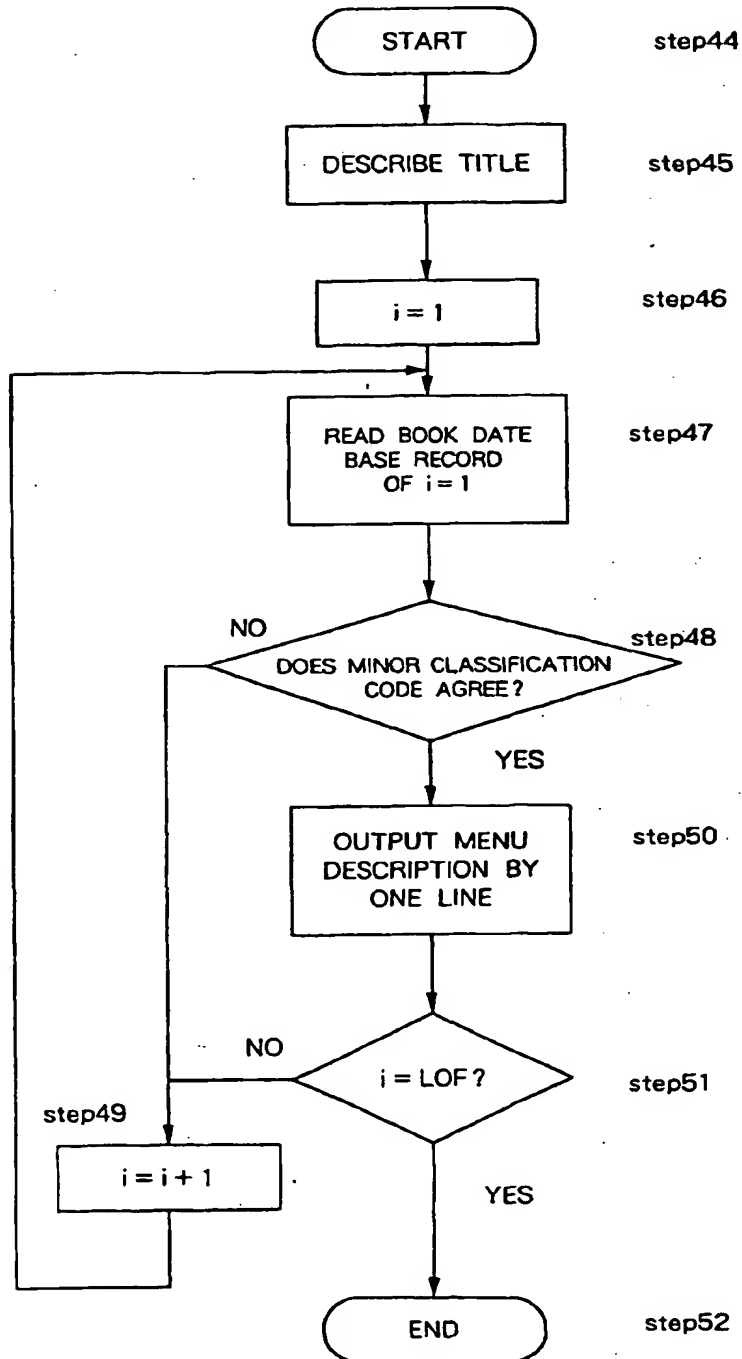 START step44
DESCRIBE TITLE step45
i = 1 step46
READ BOOK DATE step47
BASE RECORD
OF i = 1
NO
step48
DOES MINOR CLASSIFICATION
CODE AGREE?
YES
OUTPUT MENU step50
DESCRIPTION BY
ONE LINE
NO
i = LOF? step51
step49
i = i + 1
YES
END step52